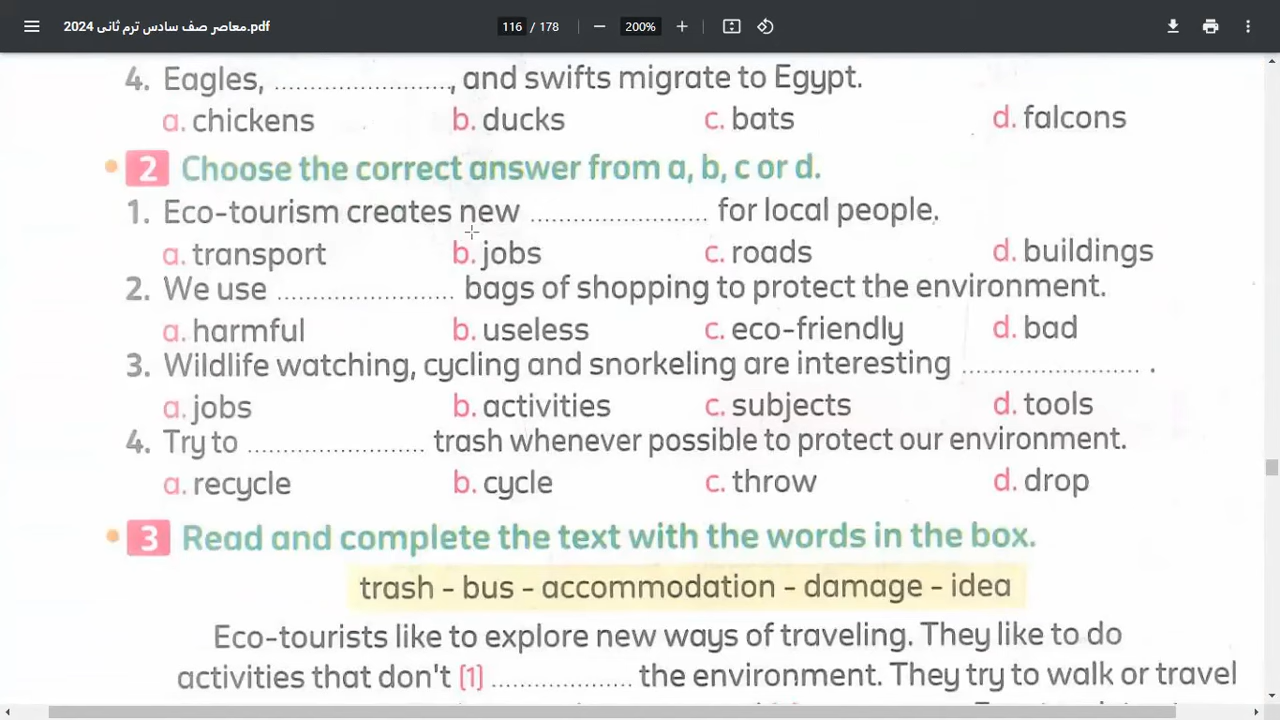 معاصر صف سادس ترم ثانى 2024.pdf
116 / 178
200%
4. Eagles, ........................, and swifts migrate to Egypt.
a. chickens b. ducks c. bats d. falcons
2 Choose the correct answer from a, b, c or d.
1. Eco-tourism creates new ........................ for local people.
a. transport b. jobs c. roads d. buildings
2. We use ........................ bags of shopping to protect the environment.
a. harmful b. useless c. eco-friendly d. bad
3. Wildlife watching, cycling and snorkeling are interesting ........................ .
a. jobs b. activities c. subjects d. tools
4. Try to ........................ trash whenever possible to protect our environment.
a. recycle b. cycle c. throw d. drop
3 Read and complete the text with the words in the box.
trash - bus - accommodation - damage - idea
Eco-tourists like to explore new ways of traveling. They like to do
activities that don't (1) .................... the environment. They try to walk or travel